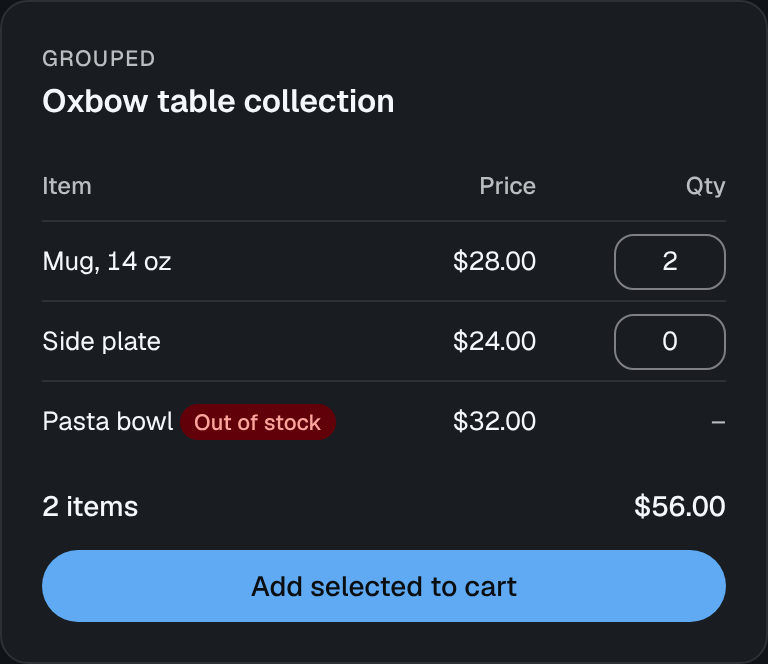 GROUPED
Oxbow table collection
Item Price Qty
Mug, 14 oz $28.00 2
Side plate $24.00 0
Pasta bowl Out of stock $32.00 –
2 items $56.00
Add selected to cart